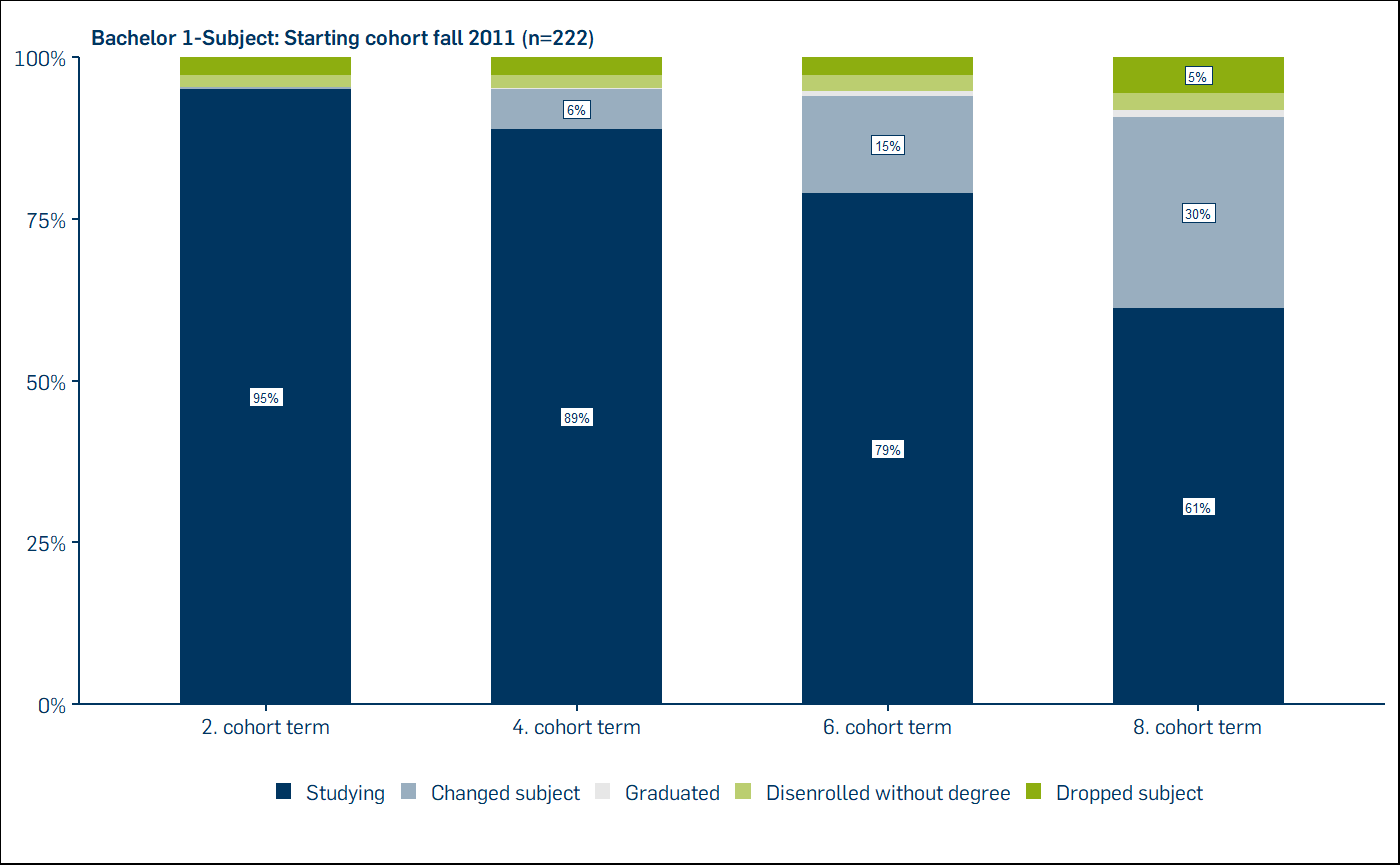 Bachelor 1-Subject: Starting cohort fall 2011 (n=222)
100%
75%
50%
25%
0%
95%
6%
89%
15%
79%
5%
30%
61%
2. cohort term
4. cohort term
6. cohort term
8. cohort term
Studying
Changed subject
Graduated
Disenrolled without degree
Dropped subject